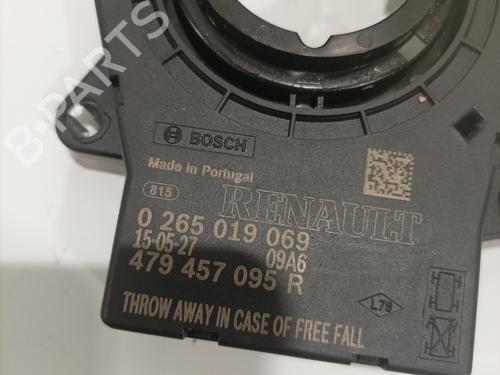 BOSCH
Made in Portugal
815
RENAULT
0 265 019 069
15-05-27 09A6
479 457 095 R
L78
THROW AWAY IN CASE OF FREE FALL
B-PARTS